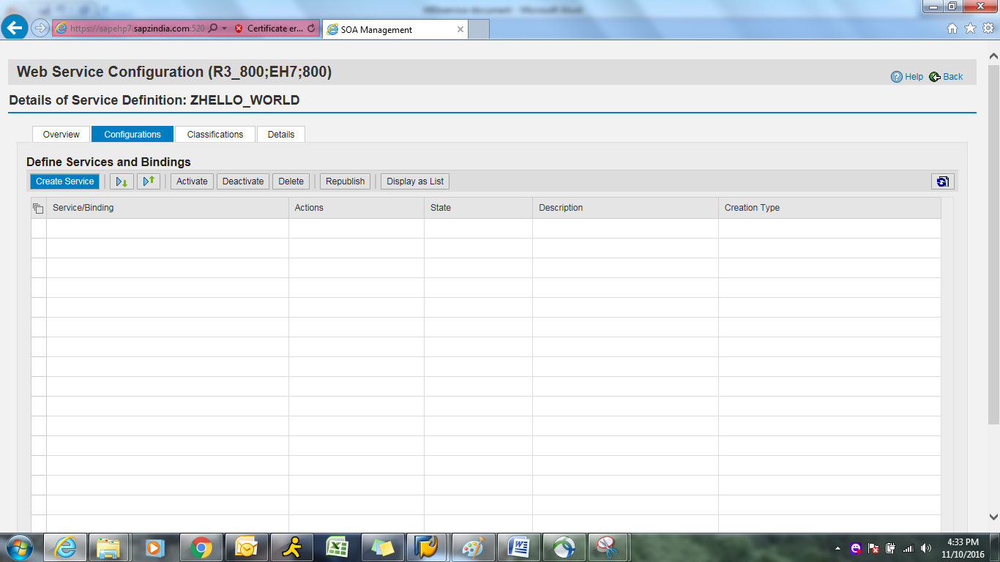 https://sapehp7.sapzindia.com:520 Certificate er... SOA Management
Web Service Configuration (R3_800;EH7;800)
Help Back
Details of Service Definition: ZHELLO_WORLD
Overview Configurations Classifications Details
Define Services and Bindings
Create Service Activate Deactivate Delete Republish Display as List
Service/Binding Actions State Description Creation Type
4:33 PM
11/10/2016